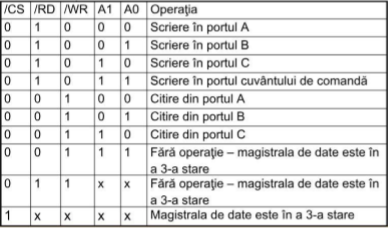 /CS /RD /WR A1 A0 Operaţia
0 1 0 0 0 Scriere în portul A
0 1 0 0 1 Scriere în portul B
0 1 0 1 0 Scriere în portul C
0 1 0 1 1 Scriere în portul cuvântului de comandă
0 0 1 0 0 Citire din portul A
0 0 1 0 1 Citire din portul B
0 0 1 1 0 Citire din portul C
0 0 1 1 1 Fără operaţie – magistrala de date este în
a 3-a stare
0 1 1 x x Fără operaţie – magistrala de date este în
a 3-a stare
1 x x x x Magistrala de date este în a 3-a stare